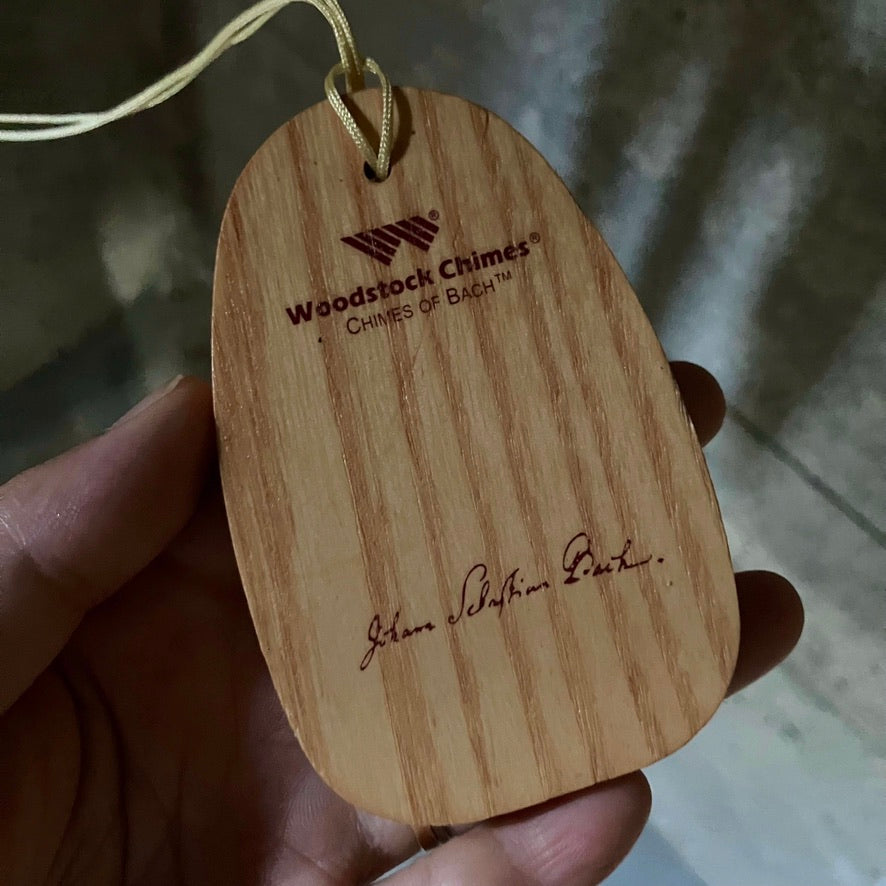 Woodstock Chimes®
CHIMES OF BACH™
Johann Sebastian Bach.